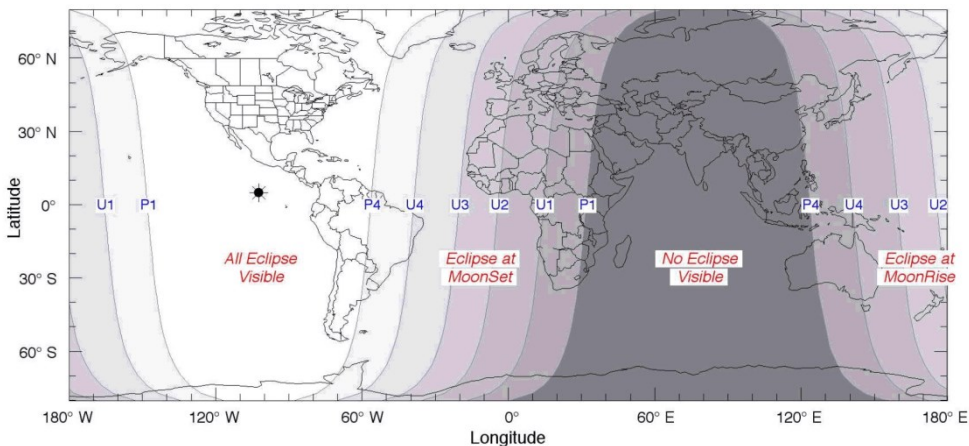 60° N
30° N
0°
30° S
60° S
Latitude
U1 P1 P4 U4 U3 U2 U1 P1 P4 U4 U3 U2
All Eclipse
Visible
Eclipse at
MoonSet
No Eclipse
Visible
Eclipse at
MoonRise
180° W 120° W 60° W 0° 60° E 120° E 180° E
Longitude